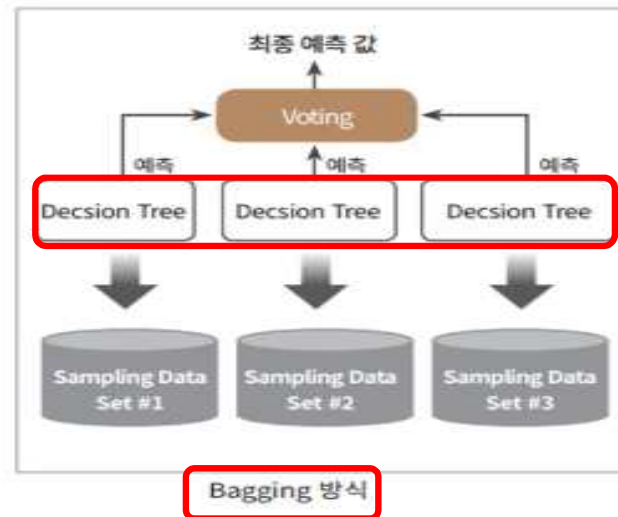 최종 예측 값
Voting
예측 예측 예측
Decsion Tree Decsion Tree Decsion Tree
Sampling Data Sampling Data Sampling Data
Set #1 Set #2 Set #3
Bagging 방식